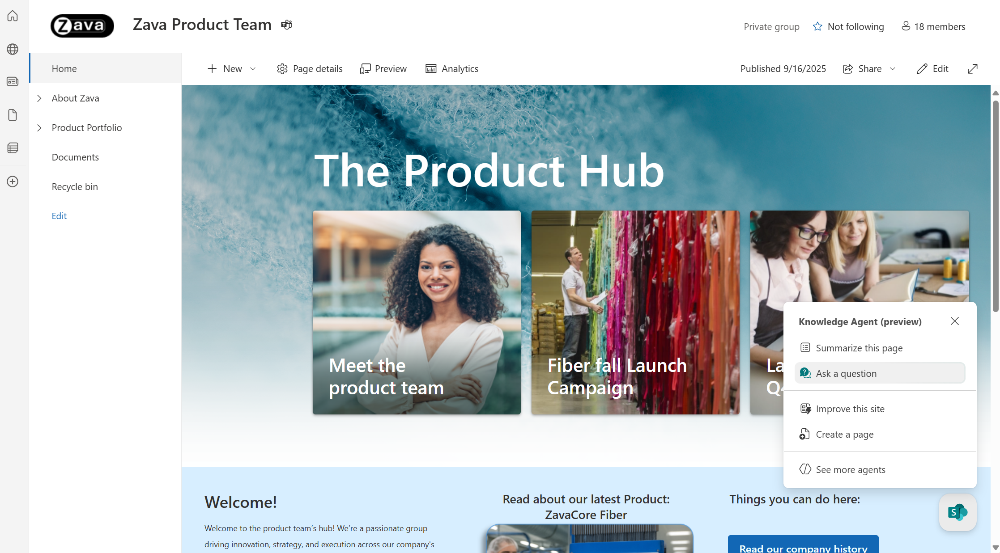 Zava
Zava Product Team
Private group
Not following
18 members
Home
About Zava
Product Portfolio
Documents
Recycle bin
Edit
New
Page details
Preview
Analytics
Published 9/16/2025
Share
Edit
The Product Hub
Meet the
product team
Fiber fall Launch
Campaign
Knowledge Agent (preview)
Summarize this page
Ask a question
Improve this site
Create a page
See more agents
Welcome!
Welcome to the product team's hub! We're a passionate group
driving innovation, strategy, and execution across our company's
Read about our latest Product:
ZavaCore Fiber
Things you can do here:
Read our company history
S